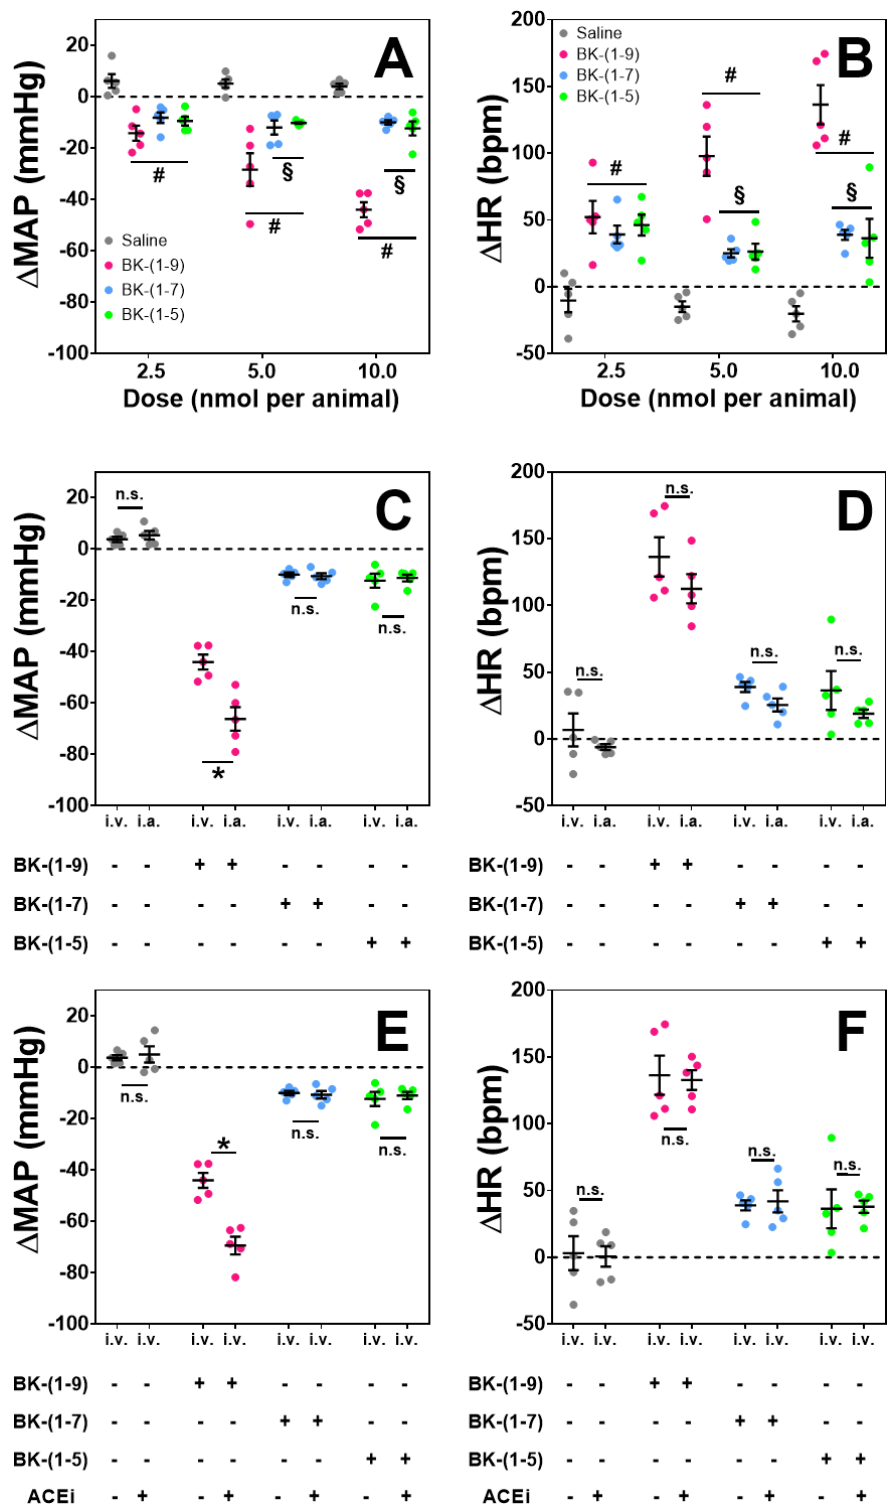 A
ΔMAP (mmHg)
20
0
-20
-40
-60
-80
-100
# § # § #
Saline
BK-(1-9)
BK-(1-7)
BK-(1-5)
2.5 5.0 10.0
Dose (nmol per animal)
B
ΔHR (bpm)
200
150
100
50
0
-50
Saline
BK-(1-9)
BK-(1-7)
BK-(1-5)
# # § # §
2.5 5.0 10.0
Dose (nmol per animal)
C
ΔMAP (mmHg)
20
0
-20
-40
-60
-80
-100
n.s. * n.s. n.s.
i.v. i.a. i.v. i.a. i.v. i.a. i.v. i.a.
BK-(1-9) - - + + - - - -
BK-(1-7) - - - - + + - -
BK-(1-5) - - - - - - + +
D
ΔHR (bpm)
200
150
100
50
0
-50
n.s. n.s. n.s. n.s.
i.v. i.a. i.v. i.a. i.v. i.a. i.v. i.a.
BK-(1-9) - - + + - - - -
BK-(1-7) - - - - + + - -
BK-(1-5) - - - - - - + +
E
ΔMAP (mmHg)
20
0
-20
-40
-60
-80
-100
n.s. * n.s. n.s.
i.v. i.v. i.v. i.v. i.v. i.v. i.v. i.v.
BK-(1-9) - - + + - - - -
BK-(1-7) - - - - + + - -
BK-(1-5) - - - - - - + +
ACEi - + - + - + - +
F
ΔHR (bpm)
200
150
100
50
0
-50
n.s. n.s. n.s. n.s.
i.v. i.v. i.v. i.v. i.v. i.v. i.v. i.v.
BK-(1-9) - - + + - - - -
BK-(1-7) - - - - + + - -
BK-(1-5) - - - - - - + +
ACEi - + - + - + - +